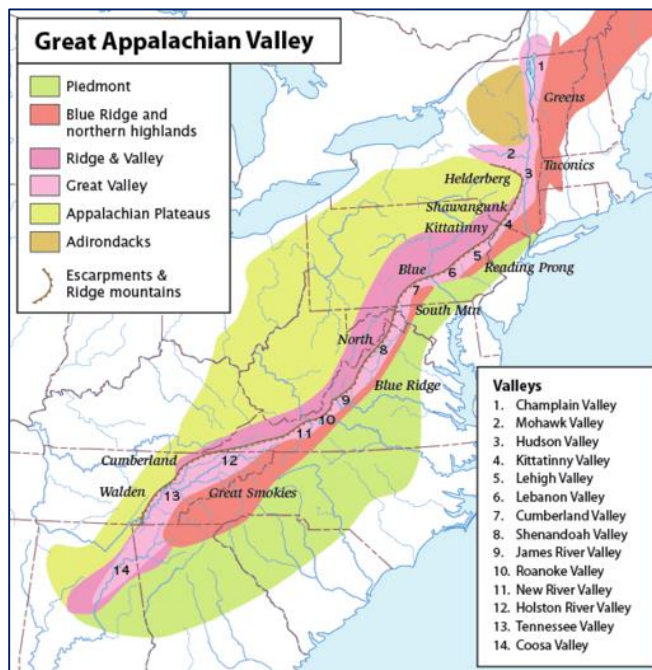 Great Appalachian Valley
Piedmont
Blue Ridge and
northern highlands
Ridge & Valley
Great Valley
Appalachian Plateaus
Adirondacks
Escarpments &
Ridge mountains
1
Greens
2
Taconics
3
Helderberg
Shawangunk
Kittatinny
4
5
Reading Prong
Blue
6
7
South Mtn
North
8
Blue Ridge
9
10
11
Cumberland
12
Walden
13
Great Smokies
14
Valleys
1. Champlain Valley
2. Mohawk Valley
3. Hudson Valley
4. Kittatinny Valley
5. Lehigh Valley
6. Lebanon Valley
7. Cumberland Valley
8. Shenandoah Valley
9. James River Valley
10. Roanoke Valley
11. New River Valley
12. Holston River Valley
13. Tennessee Valley
14. Coosa Valley